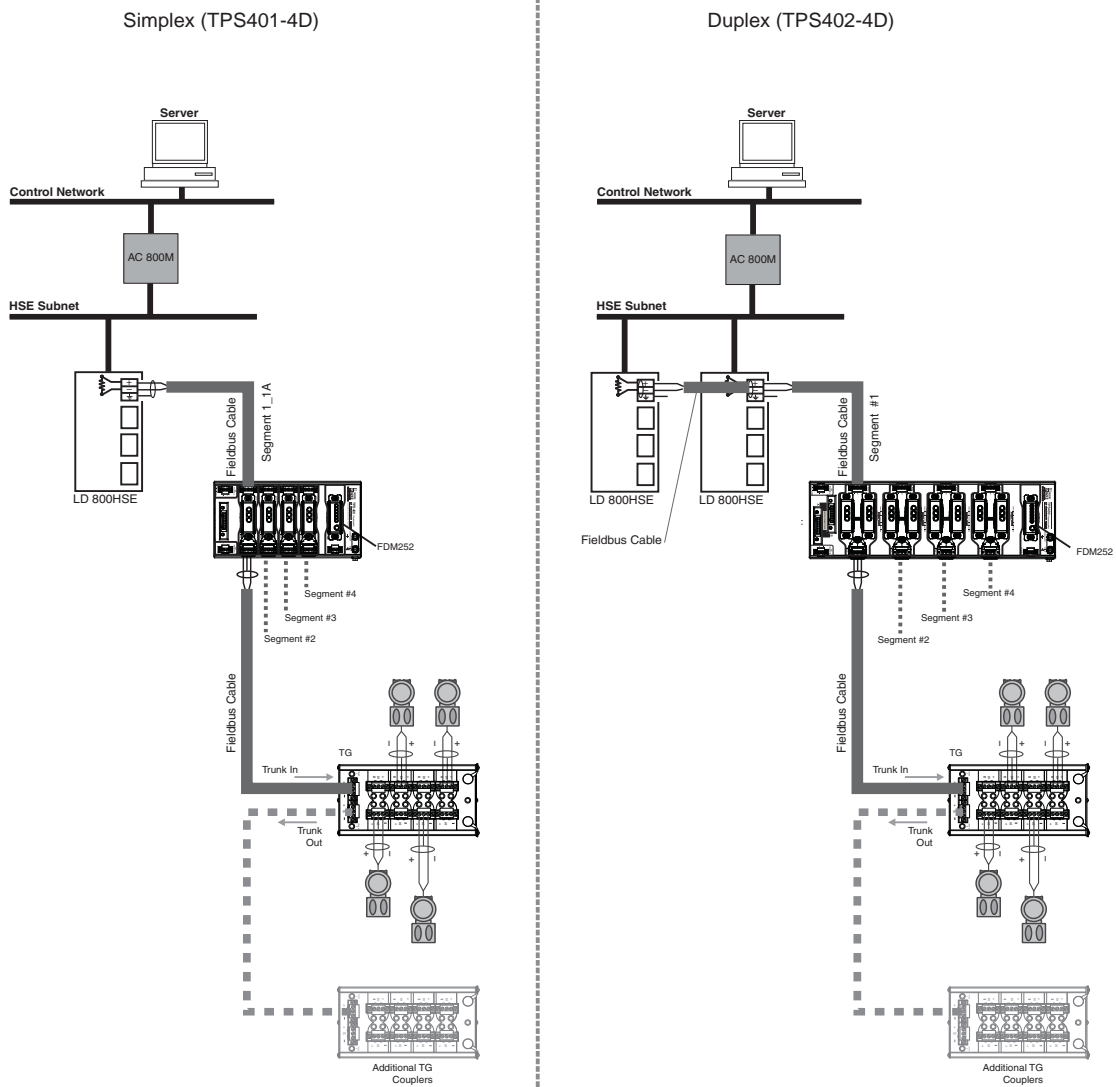 Simplex (TPS401-4D)
Server
Control Network
AC 800M
HSE Subnet
Fieldbus Cable
Segment 1_1A
LD 800HSE
FDM252
Segment #4
Segment #3
Segment #2
Fieldbus Cable
TG
Trunk In
Trunk
Out
Additional TG
Couplers
Duplex (TPS402-4D)
Server
Control Network
AC 800M
HSE Subnet
Fieldbus Cable
Segment #1
LD 800HSE
LD 800HSE
Fieldbus Cable
FDM252
Segment #4
Segment #3
Segment #2
Fieldbus Cable
TG
Trunk In
Trunk
Out
Additional TG
Couplers